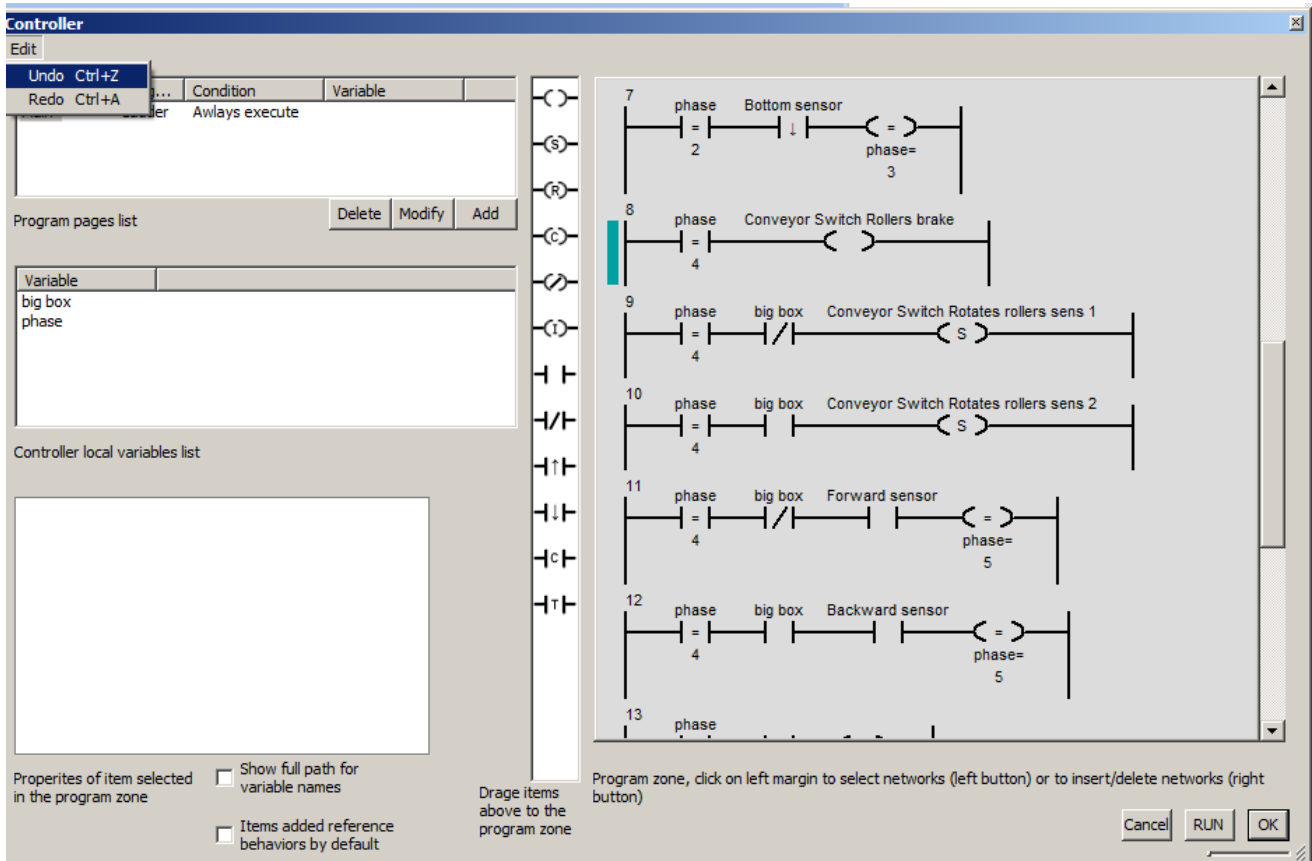 Controller
Edit
Undo Ctrl+Z
Redo Ctrl+A
Condition
Variable
Awlays execute
Program pages list
Delete
Modify
Add
Variable
big box
phase
Controller local variables list
Properites of item selected
in the program zone
Show full path for
variable names
Items added reference
behaviors by default
(S)
(R)
(C)
(/)
(I)
/
↑
↓
C
T
Drage items
above to the
program zone
7
phase Bottom sensor
= ↓ =
2 phase=
3
8
phase Conveyor Switch Rollers brake
=
4
9
phase big box Conveyor Switch Rotates rollers sens 1
= / S
4
10
phase big box Conveyor Switch Rotates rollers sens 2
= S
4
11
phase big box Forward sensor
= / =
4 phase=
5
12
phase big box Backward sensor
= =
4 phase=
5
13
phase
Program zone, click on left margin to select networks (left button) or to insert/delete networks (right
button)
Cancel
RUN
OK